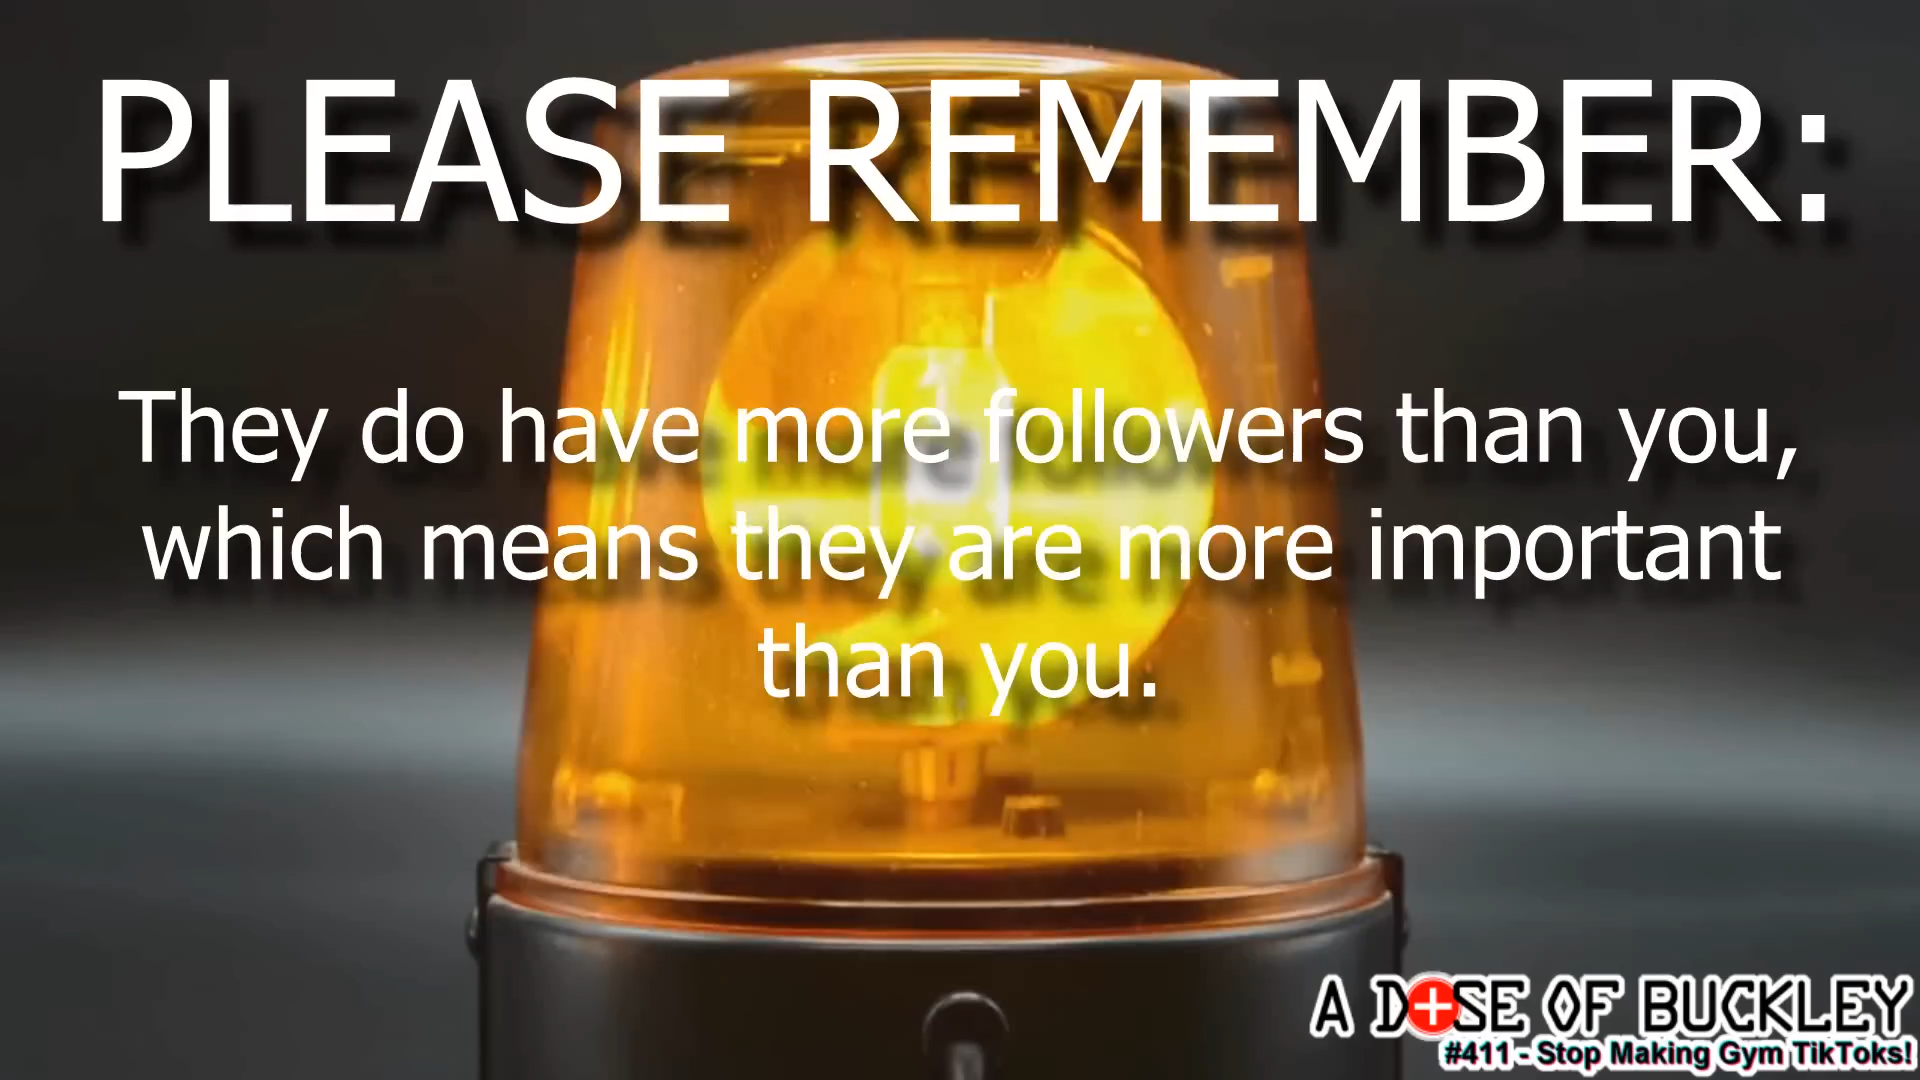 PLEASE REMEMBER:
They do have more followers than you,
which means they are more important
than you.
A DOSE OF BUCKLEY
#411 - Stop Making Gym TikToks!